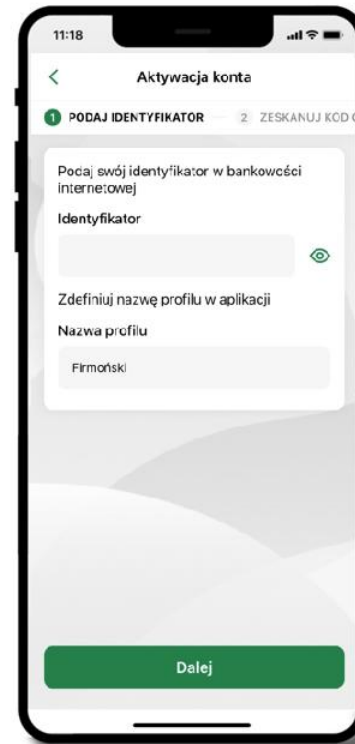 11:18
Aktywacja konta
1 PODAJ IDENTYFIKATOR 2 ZESKANUJ KOD
Podaj swój identyfikator w bankowości
internetowej
Identyfikator
Zdefiniuj nazwę profilu w aplikacji
Nazwa profilu
Firmoński
Dalej